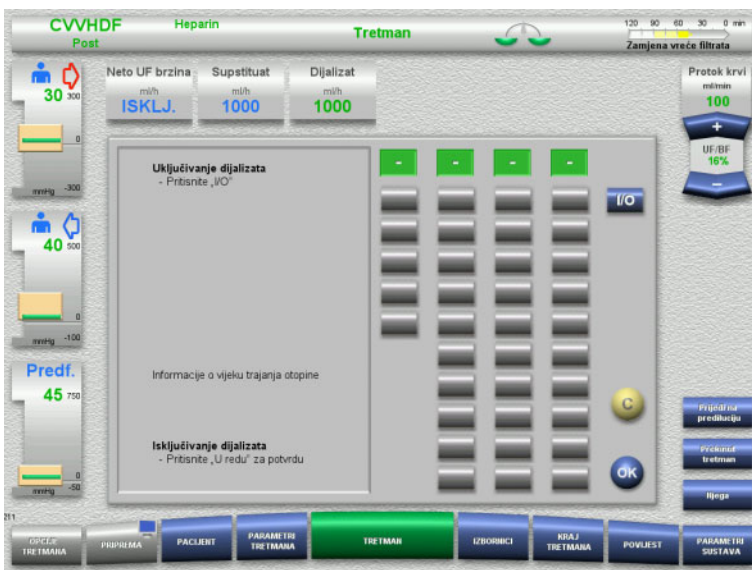 CVVHDF
Post
Heparin
Tretman
120 90 60 30 0 min
Zamjena vreće filtrata
30
300
0
mmHg -300
Neto UF brzina
ml/h
ISKLJ.
Supstituat
ml/h
1000
Dijalizat
ml/h
1000
Protok krvi
ml/min
100
+
UF/BF
16%
−
Uključivanje dijalizata
- Pritisnite „I/O“
- - - -
I/O
40
500
0
mmHg -100
Informacije o vijeku trajanja otopine
Predf.
45
750
0
mmHg -50
C
Isključivanje dijalizata
- Pritisnite „U redu“ za potvrdu
OK
Prijeđi na
prediluciju
Prekinut
tretman
Njega
211
OPCIJE
TRETMANA
PRIPREMA
PACIJENT
PARAMETRI
TRETMANA
TRETMAN
IZBORNICI
KRAJ
TRETMANA
POVIJEST
PARAMETRI
SUSTAVA